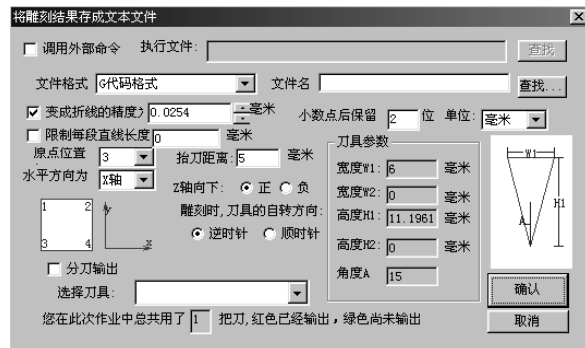 将雕刻结果存成文本文件
调用外部命令 执行文件: 查找
文件格式 G代码格式 文件名 查找...
变成折线的精度: 0.0254 毫米 小数点后保留 2 位 单位: 毫米
限制每段直线长度 0 毫米
原点位置 3 抬刀距离: 5 毫米
水平方向为 X轴
Z轴向下: 正 负
雕刻时,刀具的自转方向:
逆时针 顺时针
1 2
3 4
y
x
分刀输出
选择刀具:
刀具参数
宽度W1: 6 毫米
宽度W2: 0 毫米
高度H1: 11.1961 毫米
高度H2: 0 毫米
角度A 15
W1
H1
A
确认
取消
您在此次作业中总共用了 1 把刀,红色已经输出,绿色尚未输出